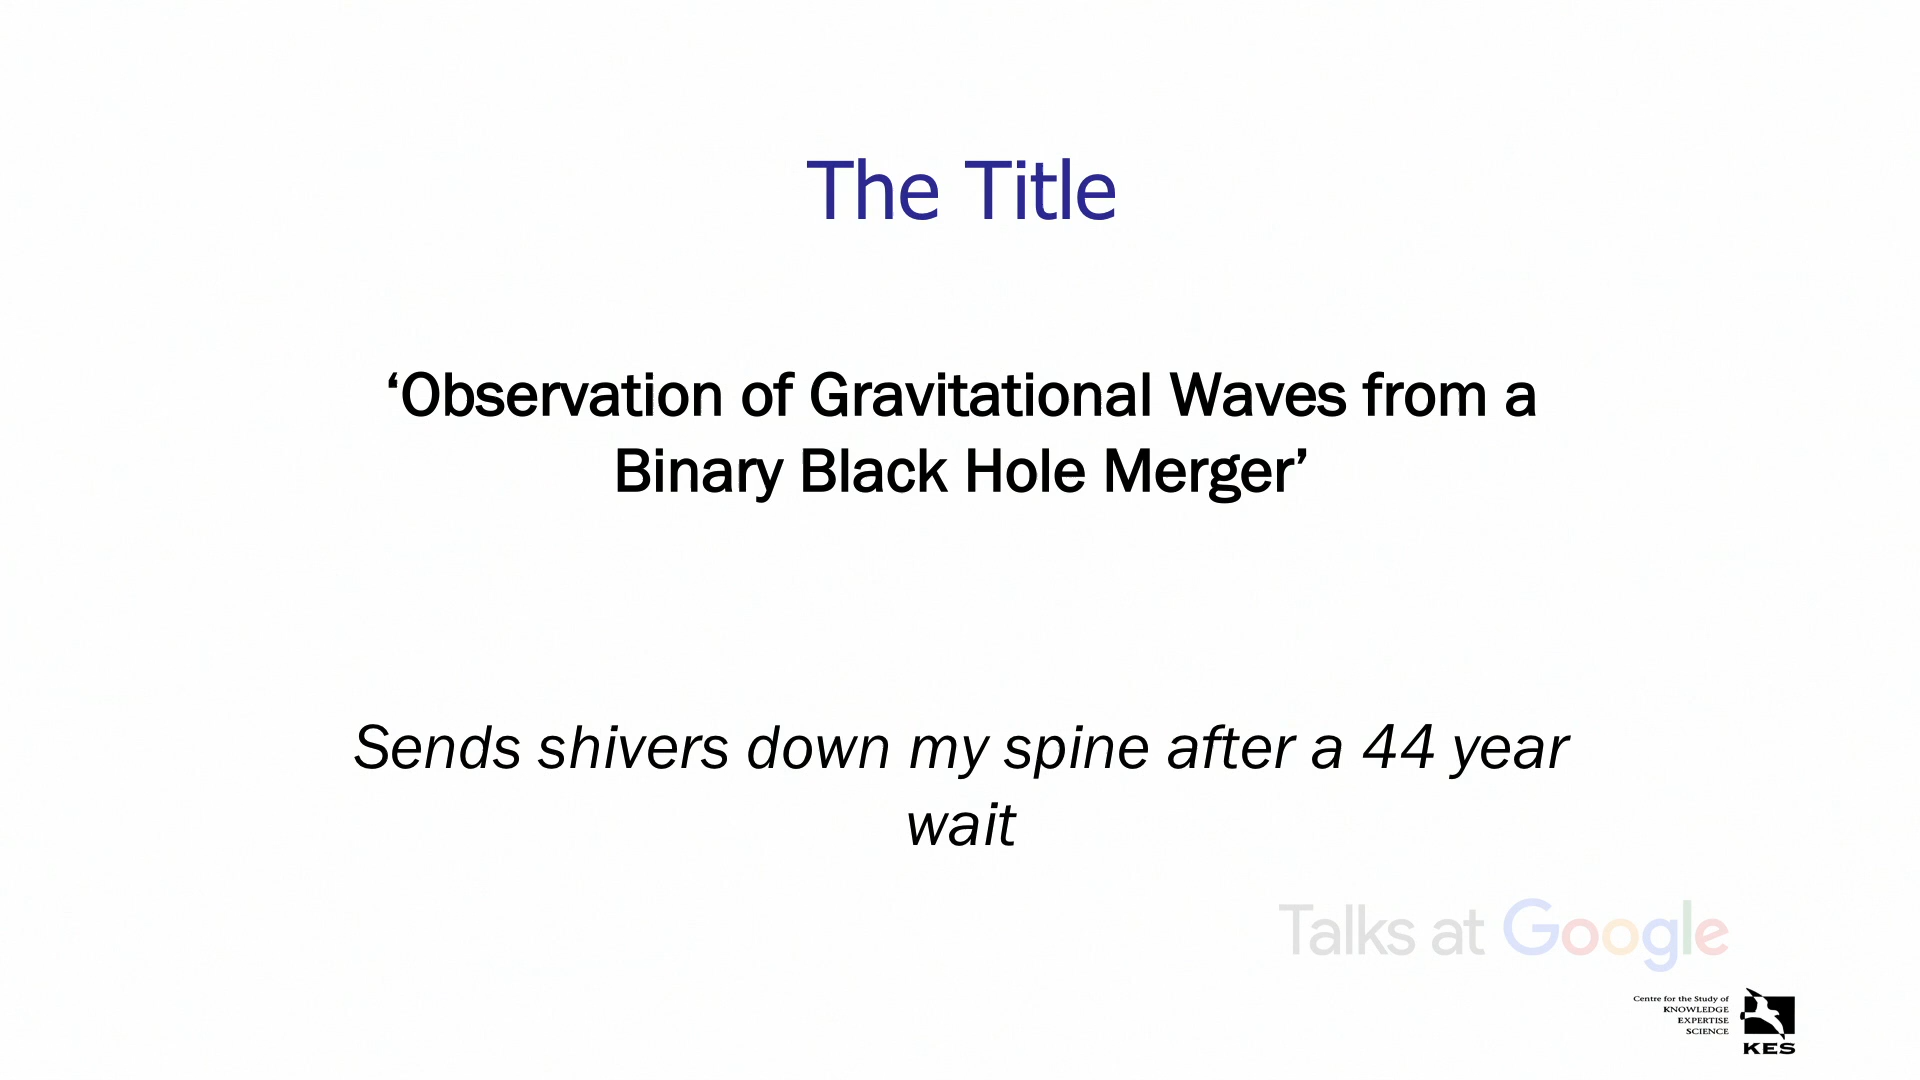 The Title
‘Observation of Gravitational Waves from a
Binary Black Hole Merger’
Sends shivers down my spine after a 44 year
wait
Talks at Google
Centre for the Study of
KNOWLEDGE
EXPERTISE
SCIENCE
KES